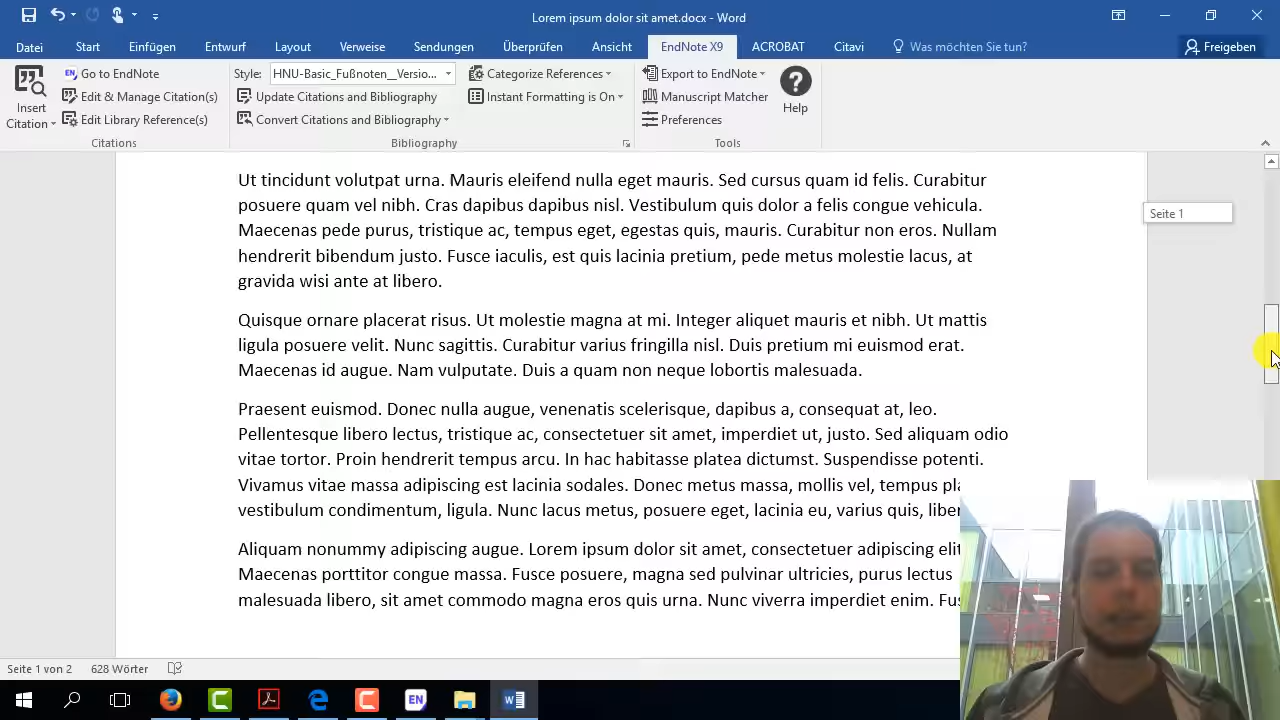 Lorem ipsum dolor sit amet.docx - Word
Datei Start Einfügen Entwurf Layout Verweise Sendungen Überprüfen Ansicht EndNote X9 ACROBAT Citavi Was möchten Sie tun? Freigeben
Insert Citation
EN Go to EndNote
Edit & Manage Citation(s)
Edit Library Reference(s)
Citations
Style: HNU-Basic_Fußnoten__Versio...
Update Citations and Bibliography
Convert Citations and Bibliography
Categorize References
Instant Formatting is On
Bibliography
Export to EndNote
Manuscript Matcher
Preferences
Help
Tools
Seite 1
Ut tincidunt volutpat urna. Mauris eleifend nulla eget mauris. Sed cursus quam id felis. Curabitur
posuere quam vel nibh. Cras dapibus dapibus nisl. Vestibulum quis dolor a felis congue vehicula.
Maecenas pede purus, tristique ac, tempus eget, egestas quis, mauris. Curabitur non eros. Nullam
hendrerit bibendum justo. Fusce iaculis, est quis lacinia pretium, pede metus molestie lacus, at
gravida wisi ante at libero.
Quisque ornare placerat risus. Ut molestie magna at mi. Integer aliquet mauris et nibh. Ut mattis
ligula posuere velit. Nunc sagittis. Curabitur varius fringilla nisl. Duis pretium mi euismod erat.
Maecenas id augue. Nam vulputate. Duis a quam non neque lobortis malesuada.
Praesent euismod. Donec nulla augue, venenatis scelerisque, dapibus a, consequat at, leo.
Pellentesque libero lectus, tristique ac, consectetuer sit amet, imperdiet ut, justo. Sed aliquam odio
vitae tortor. Proin hendrerit tempus arcu. In hac habitasse platea dictumst. Suspendisse potenti.
Vivamus vitae massa adipiscing est lacinia sodales. Donec metus massa, mollis vel, tempus
vestibulum condimentum, ligula. Nunc lacus metus, posuere eget, lacinia eu, varius quis,
Aliquam nonummy adipiscing augue. Lorem ipsum dolor sit amet, consectetuer adipiscing
Maecenas porttitor congue massa. Fusce posuere, magna sed pulvinar ultricies, purus lectus
malesuada libero, sit amet commodo magna eros quis urna. Nunc viverra imperdiet enim.
Seite 1 von 2 628 Wörter
EN